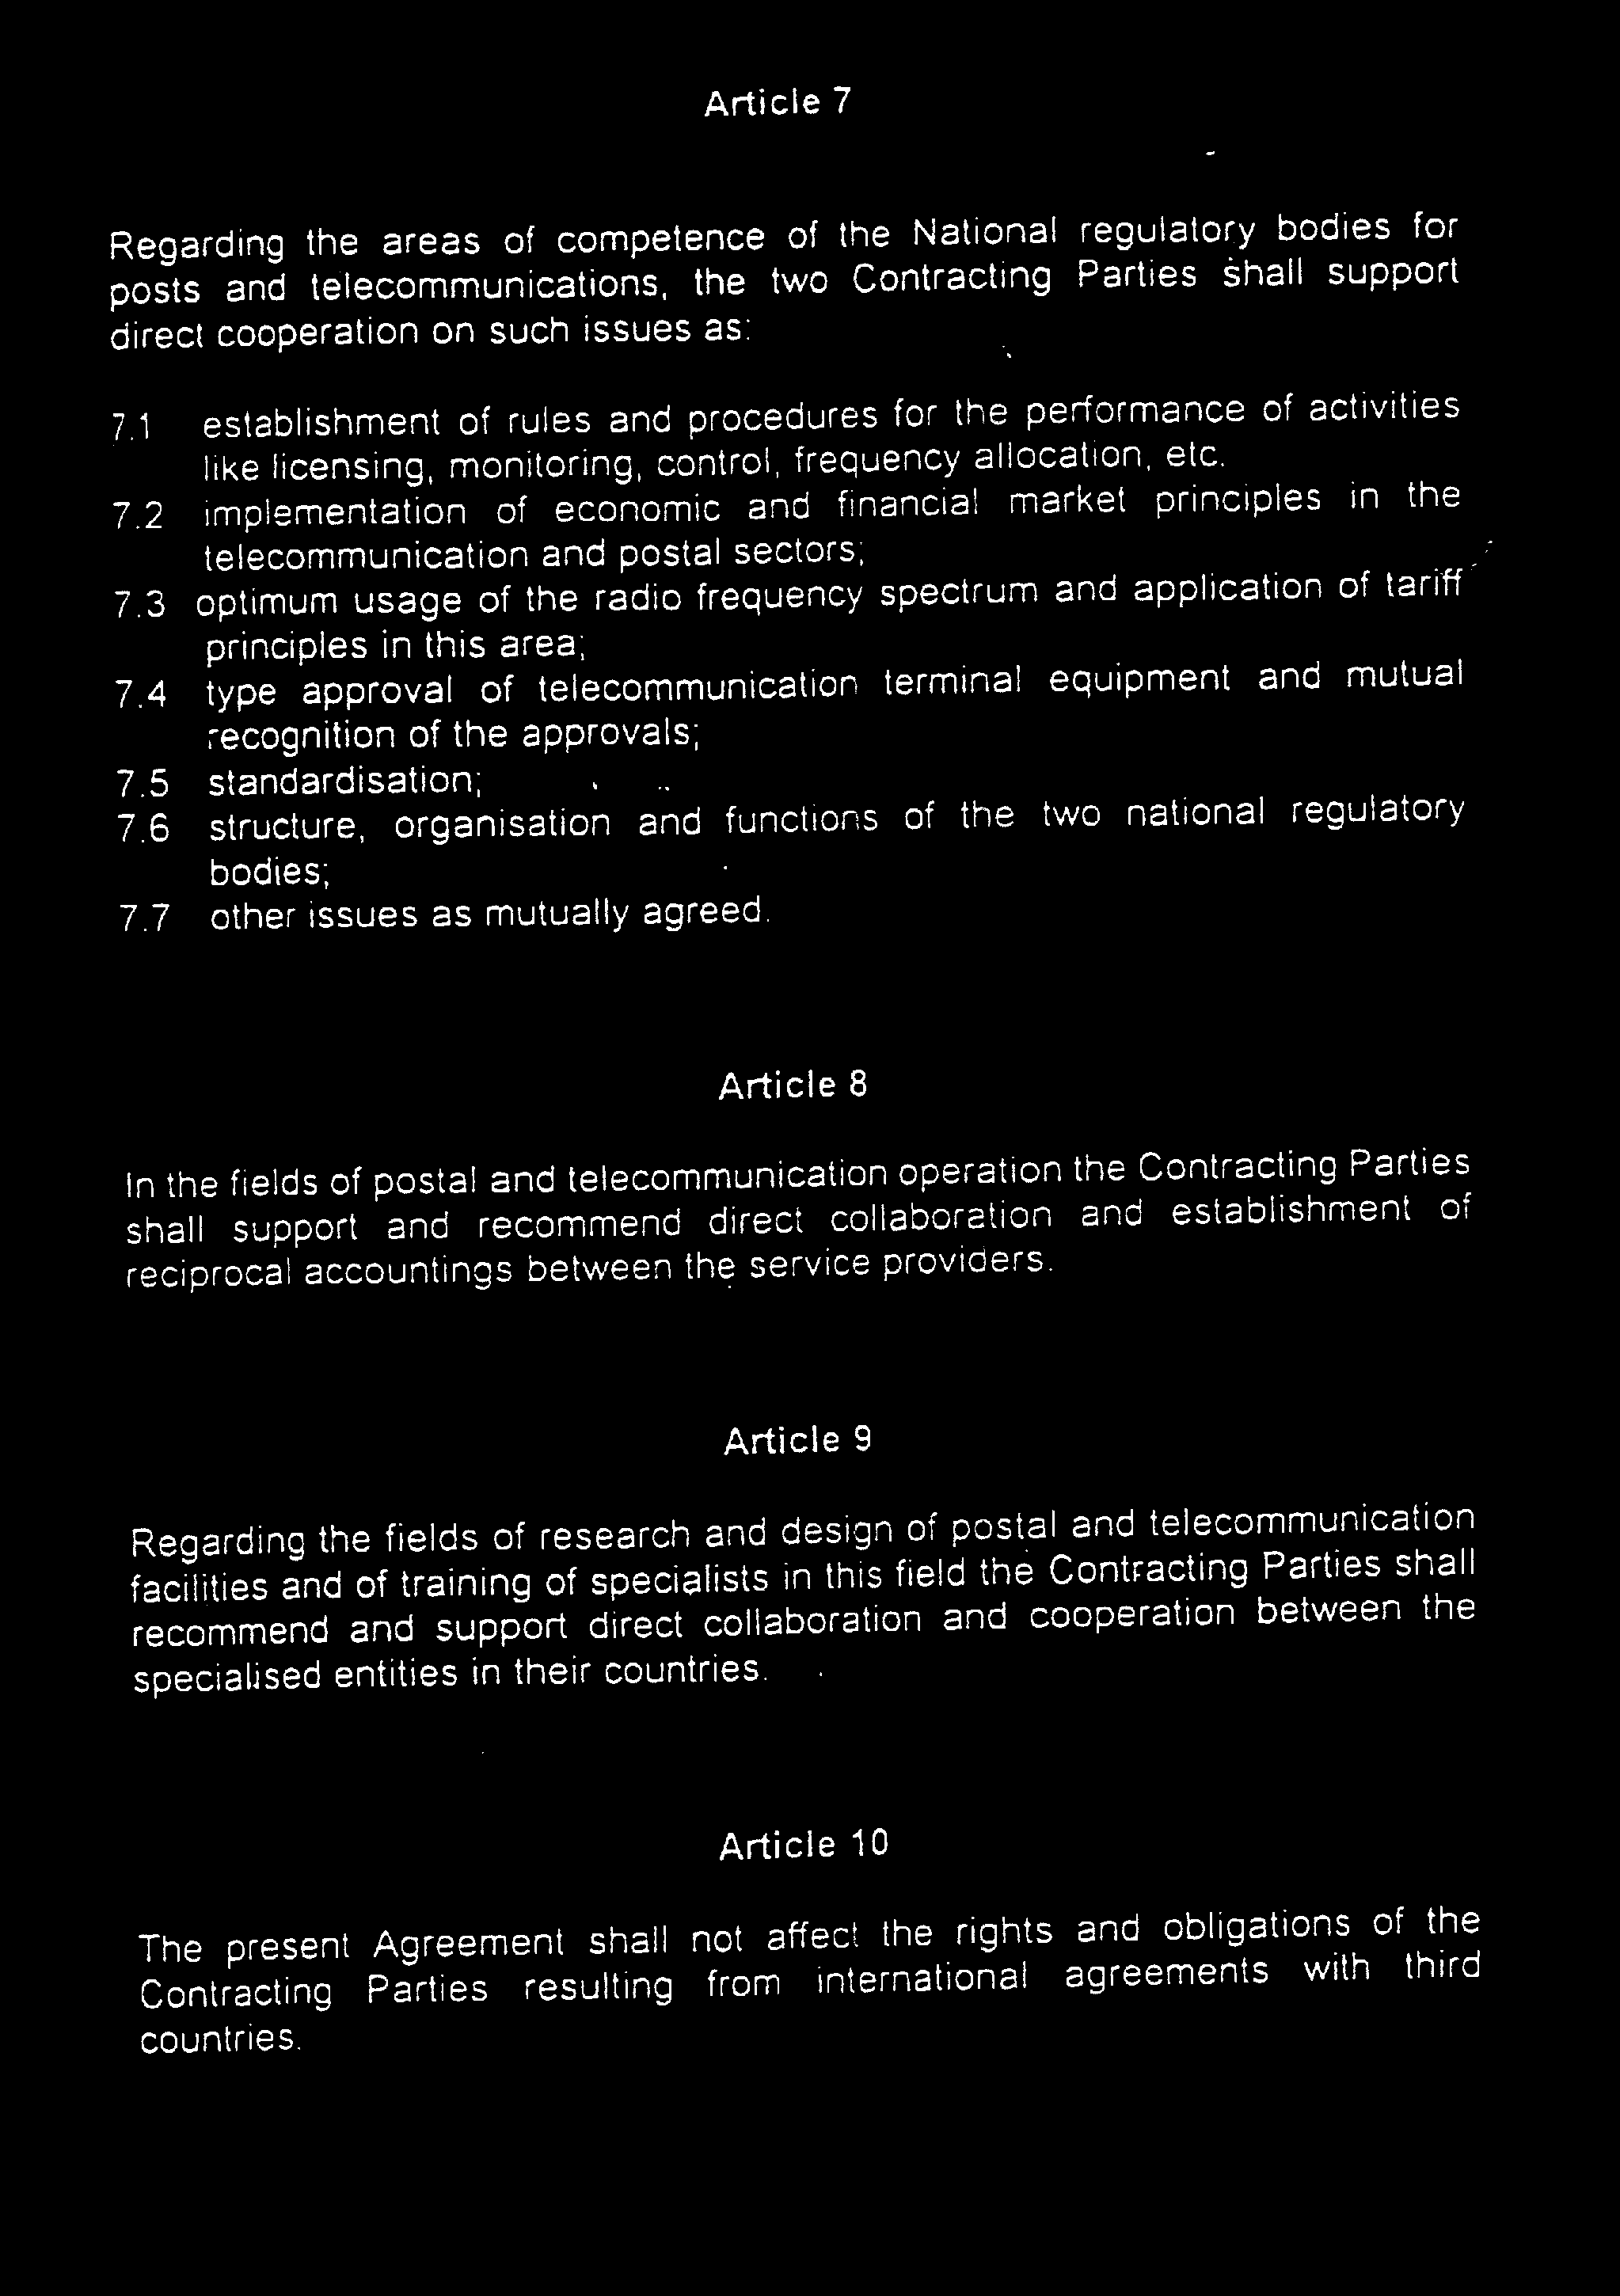 Article 7
Regarding the areas of competence of the National regulatory bodies for
posts and telecommunications, the two Contracting Parties shall support
direct cooperation on such issues as:
7.1 establishment of rules and procedures for the performance of activities
like licensing, monitoring, control, frequency allocation, etc.
7.2 implementation of economic and financial market principles in the
telecommunication and postal sectors;
7.3 optimum usage of the radio frequency spectrum and application of tariff
principles in this area;
7.4 type approval of telecommunication terminal equipment and mutual
recognition of the approvals;
7.5 standardisation;
7.6 structure, organisation and functions of the two national regulatory
bodies;
7.7 other issues as mutually agreed.
Article 8
In the fields of postal and telecommunication operation the Contracting Parties
shall support and recommend direct collaboration and establishment of
reciprocal accountings between the service providers.
Article 9
Regarding the fields of research and design of postal and telecommunication
facilities and of training of specialists in this field the Contracting Parties shall
recommend and support direct collaboration and cooperation between the
specialised entities in their countries.
Article 10
The present Agreement shall not affect the rights and obligations of the
Contracting Parties resulting from international agreements with third
countries.